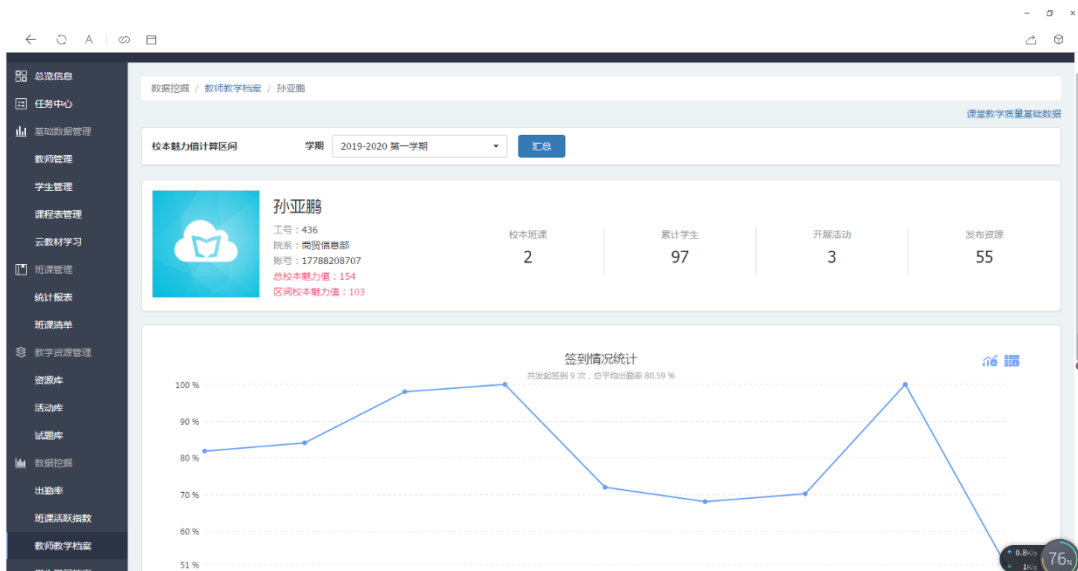 总览信息
任务中心
基础数据管理
教师管理
学生管理
课程表管理
云教材学习
班课管理
统计报表
班课清单
教学资源管理
资源库
活动库
试题库
数据挖掘
出勤率
班课活跃指数
教师教学档案
数据挖掘 / 教师教学档案 / 孙亚鹏
课堂教学质量基础数据
校本魅力值计算区间 学期 2019-2020 第一学期 汇总
孙亚鹏
工号：436
院系：商贸信息部
账号：17788208707
总校本魅力值：154
区间校本魅力值：103
校本班课 累计学生 开展活动 发布资源
2 97 3 55
签到情况统计
共发起签到 9 次，总平均出勤率 80.59 %
100 %
90 %
80 %
70 %
60 %
51 %
0.8K/s
1K/s
76%